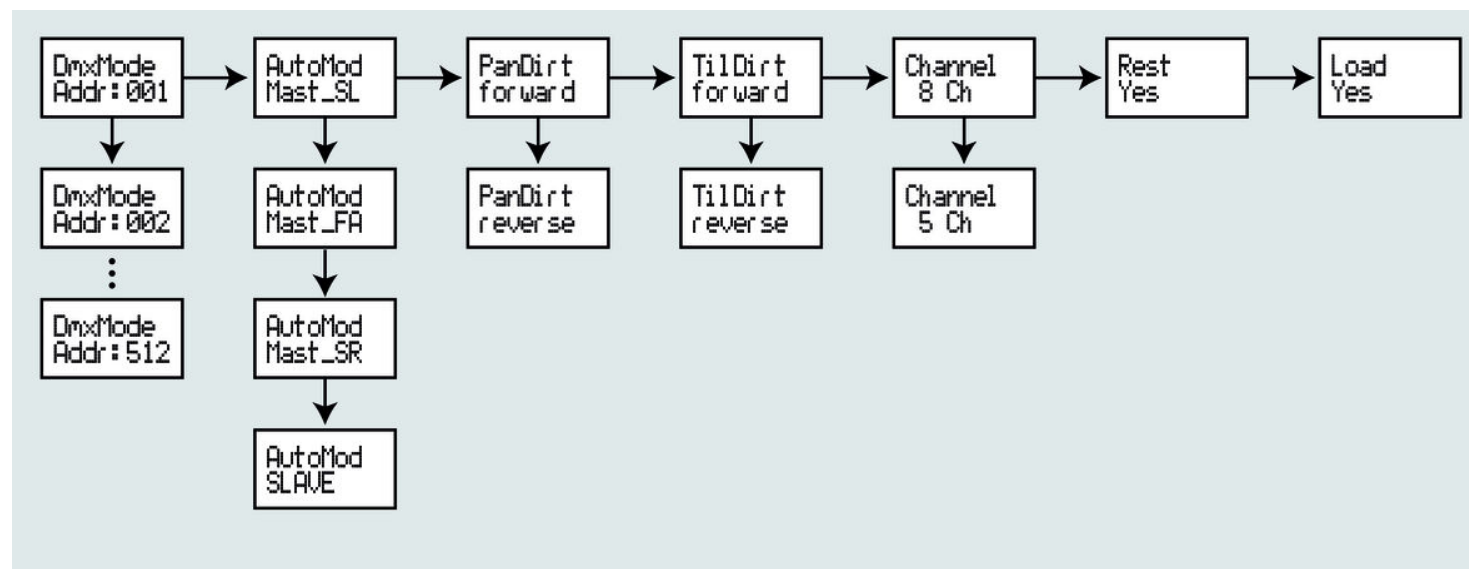 DmxMode
Addr:001
AutoMod
Mast_SL
PanDirt
forward
TilDirt
forward
Channel
8 Ch
Rest
Yes
Load
Yes
DmxMode
Addr:002
AutoMod
Mast_FA
PanDirt
reverse
TilDirt
reverse
Channel
5 Ch
DmxMode
Addr:512
AutoMod
Mast_SR
AutoMod
SLAVE